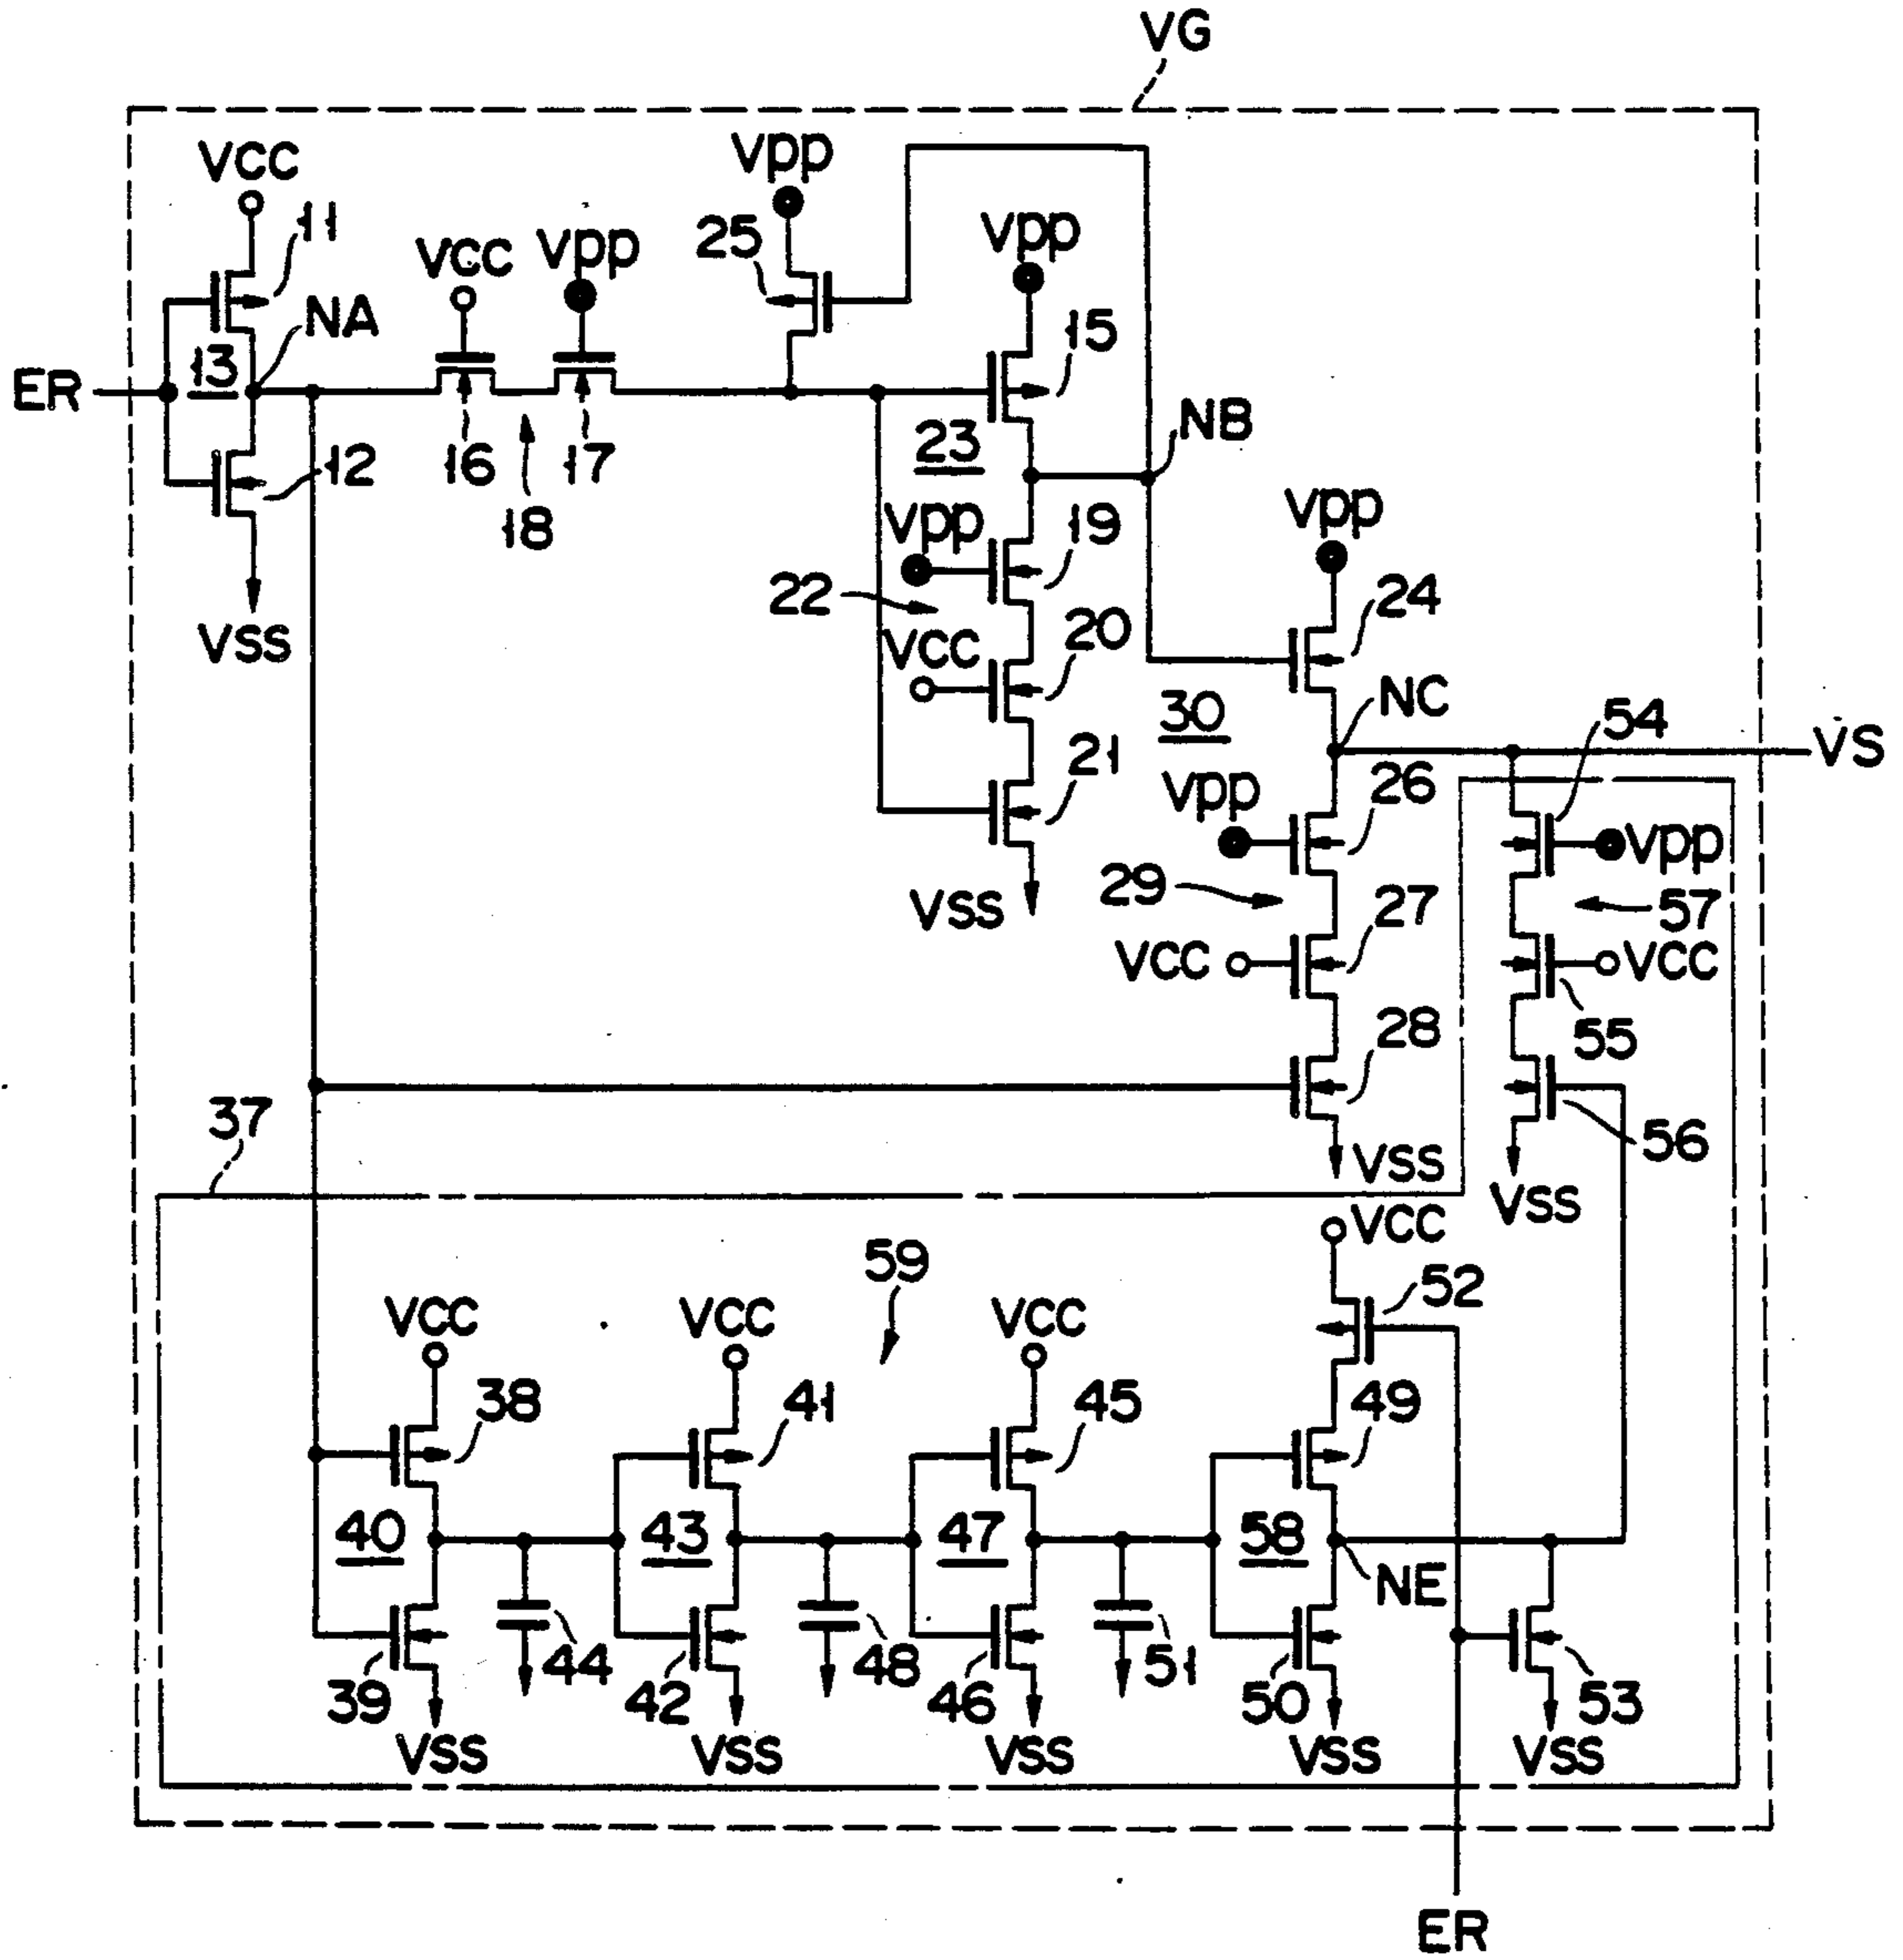 VG
VCC
Vpp
11
VCC
Vpp
25
Vpp
NA
15
ER
13
16
17
23
NB
12
18
Vpp
19
Vpp
VSS
22
20
24
VCC
30
NC
54
21
VS
Vpp
26
Vpp
VSS
29
27
57
VCC
VCC
28
55
37
56
VSS
VSS
VCC
59
52
VCC
VCC
VCC
38
41
45
49
40
43
47
58
NE
44
48
51
39
42
46
50
53
VSS
VSS
VSS
VSS
VSS
ER